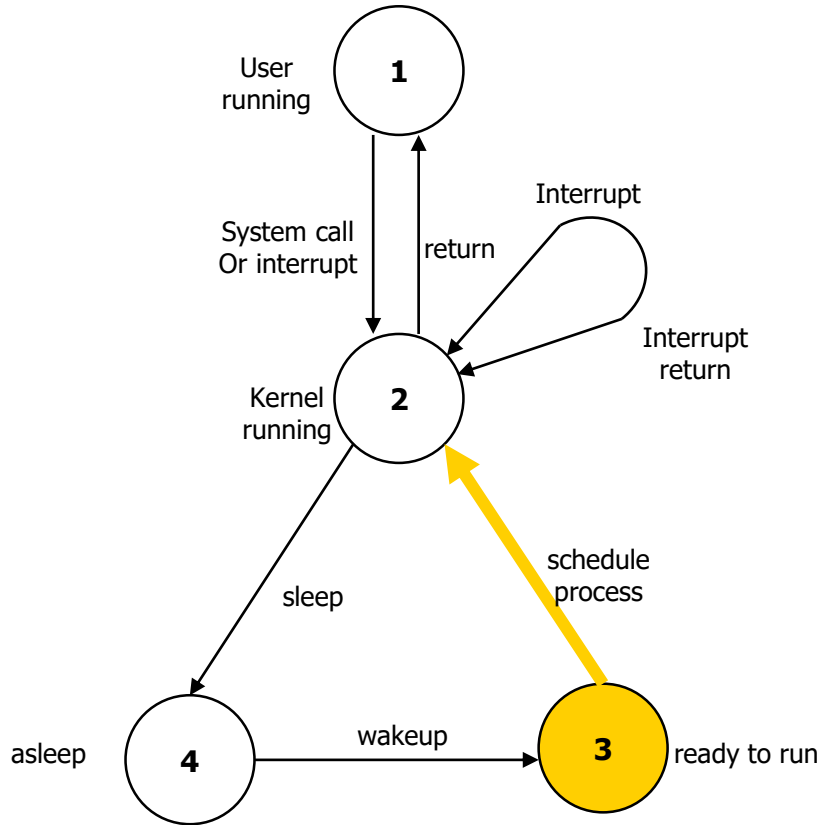 User
running
1
Interrupt
System call
Or interrupt
return
Interrupt
return
Kernel
running
2
schedule
process
sleep
wakeup
asleep
4
3
ready to run